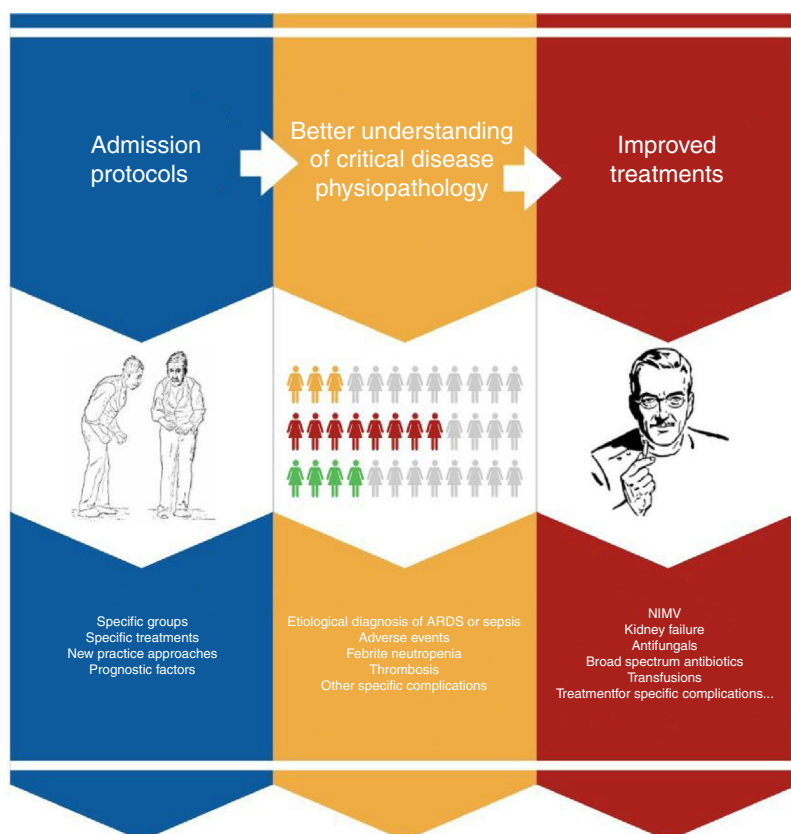 Admission
protocols
Better understanding
of critical disease
physiopathology
Improved
treatments
Specific groups
Specific treatments
New practice approaches
Prognostic factors
Etiological diagnosis of ARDS or sepsis
Adverse events
Febrite neutropenia
Thrombosis
Other specific complications
NIMV
Kidney failure
Antifungals
Broad spectrum antibiotics
Transfusions
Treatmentfor specific complications...